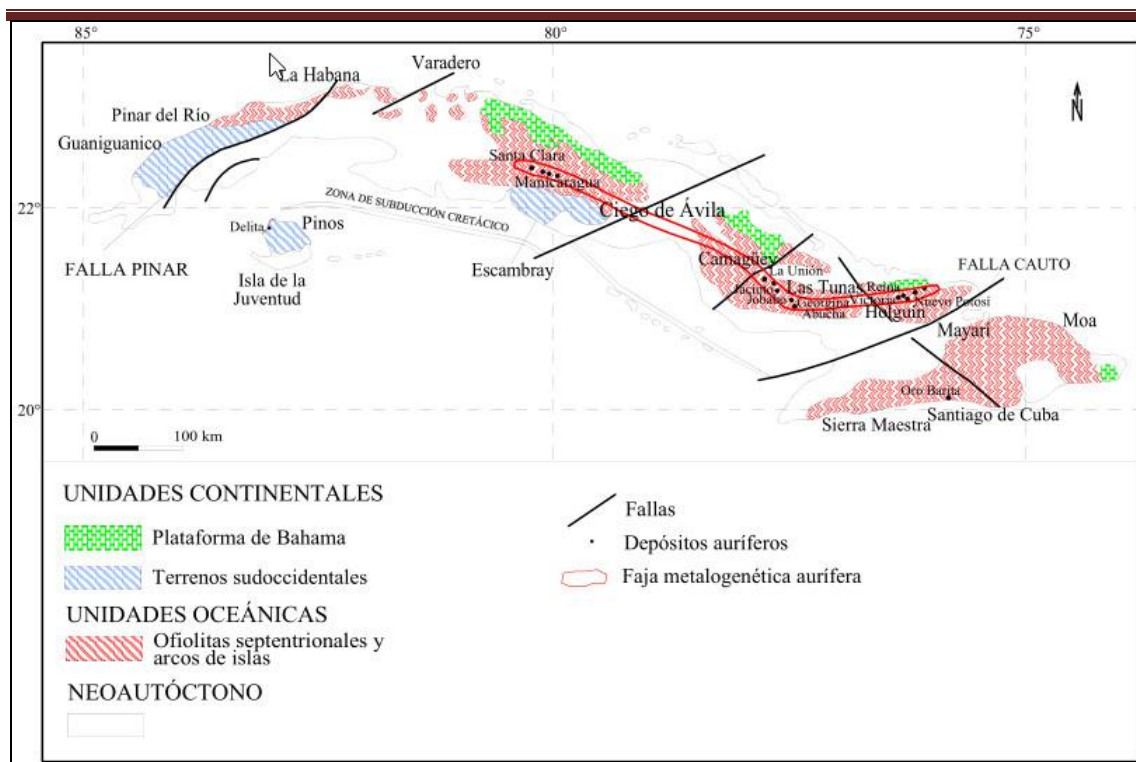 85°
80°
75°
La Habana
Varadero
N
Pinar del Río
Guaniguanico
Santa Clara
Manicaragua
22°
ZONA DE SUBDUCCIÓN CRETÁCICO
Ciego de Ávila
Delita
Pinos
Escambray
Camagüey
FALLA PINAR
La Unión
FALLA CAUTO
Isla de la
Juventud
Jacinto
Las Tunas
Reina
Jobabo
Georgina
Victoria
Nuevo Potosí
Abucha
Holguín
Mayarí
Moa
20°
Oro Barita
0
100 km
Santiago de Cuba
Sierra Maestra
UNIDADES CONTINENTALES
Plataforma de Bahama
Terrenos sudoccidentales
UNIDADES OCEÁNICAS
Ofiolitas septentrionales y
arcos de islas
NEOAUTÓCTONO
Fallas
Depósitos auríferos
Faja metalogenética aurífera